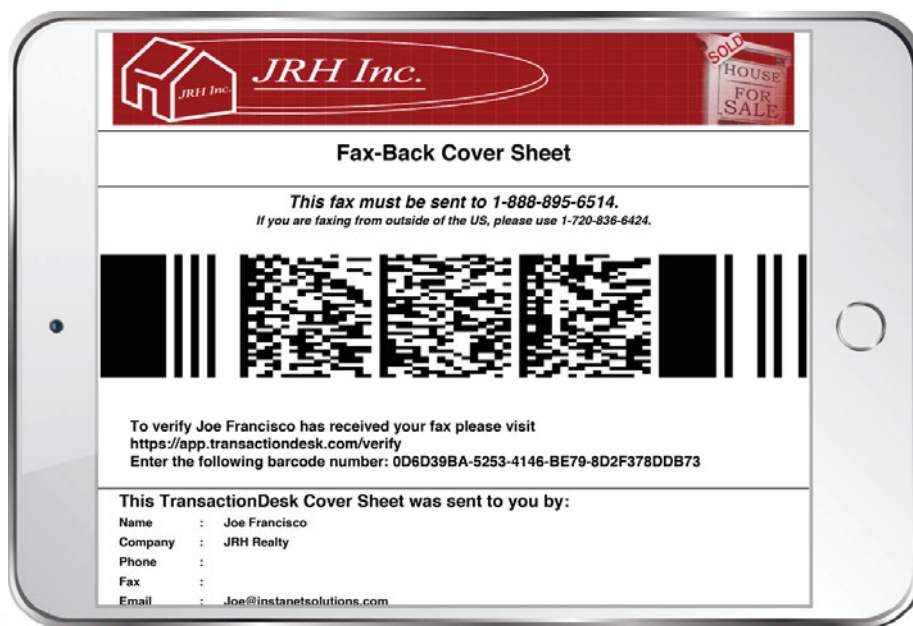 JRH Inc.
JRH Inc.
SOLD
HOUSE
FOR
SALE
Fax-Back Cover Sheet
This fax must be sent to 1-888-895-6514.
If you are faxing from outside of the US, please use 1-720-836-6424.
To verify Joe Francisco has received your fax please visit
https://app.transactiondesk.com/verify
Enter the following barcode number: 0D6D39BA-5253-4146-BE79-8D2F378DDB73
This TransactionDesk Cover Sheet was sent to you by:
Name : Joe Francisco
Company : JRH Realty
Phone :
Fax :
Email : Joe@instanetsolutions.com